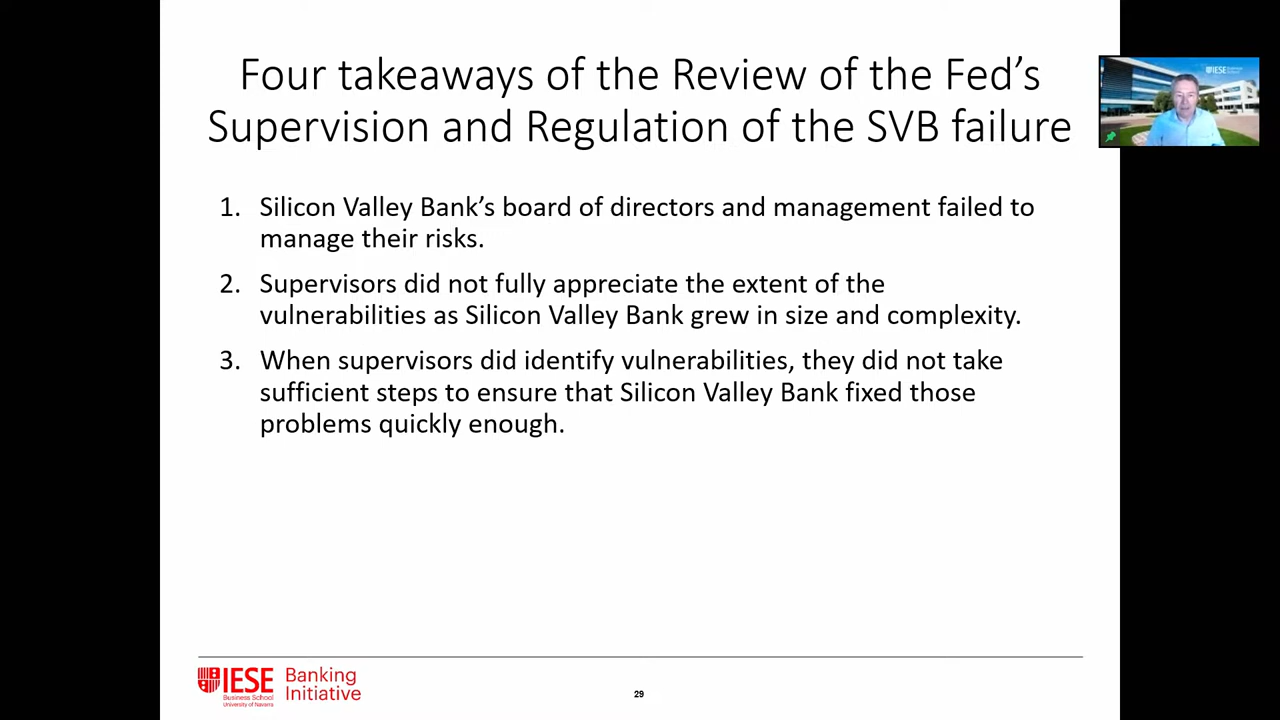 Four takeaways of the Review of the Fed’s
Supervision and Regulation of the SVB failure
IESE
1. Silicon Valley Bank’s board of directors and management failed to
manage their risks.
2. Supervisors did not fully appreciate the extent of the
vulnerabilities as Silicon Valley Bank grew in size and complexity.
3. When supervisors did identify vulnerabilities, they did not take
sufficient steps to ensure that Silicon Valley Bank fixed those
problems quickly enough.
IESE
Business School
University of Navarra
Banking
Initiative
29